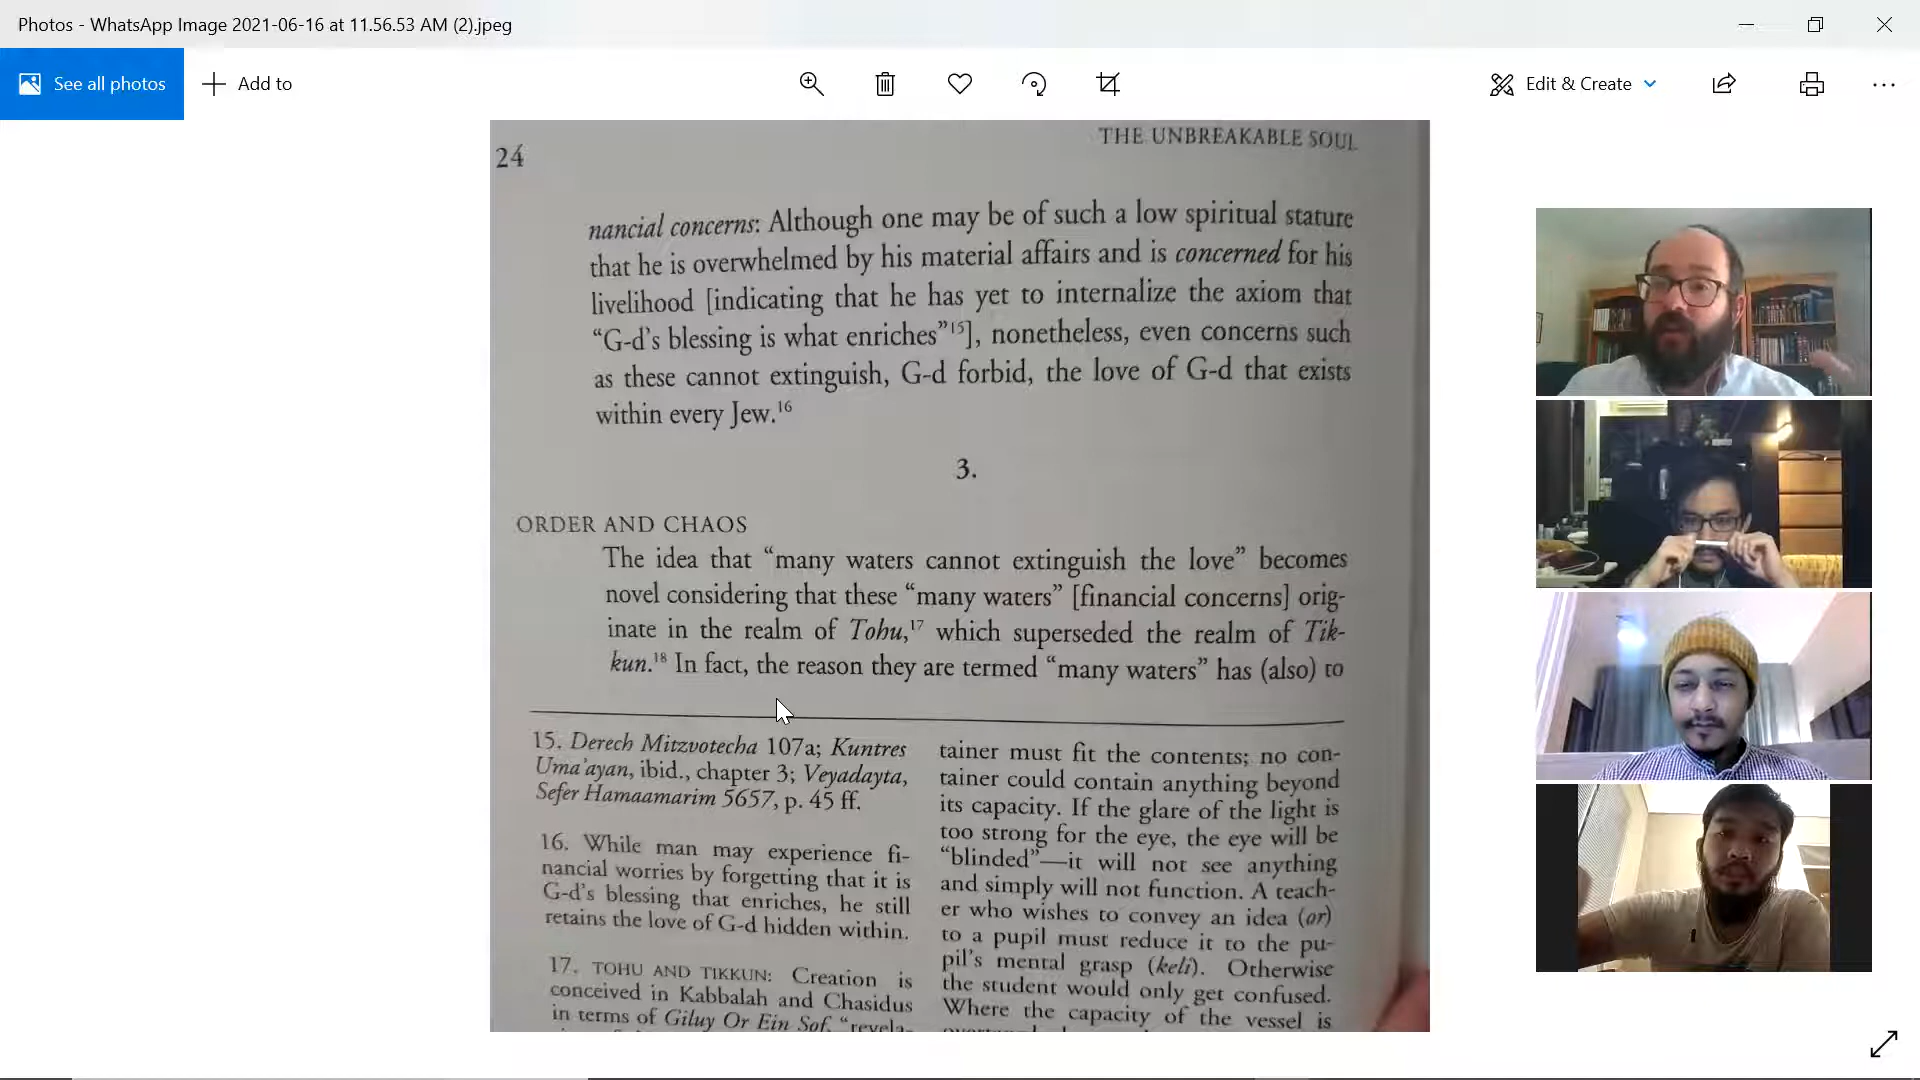 Photos - WhatsApp Image 2021-06-16 at 11.56.53 AM (2).jpeg
See all photos
Add to
Edit & Create
24
THE UNBREAKABLE SOUL
nancial concerns: Although one may be of such a low spiritual stature
that he is overwhelmed by his material affairs and is concerned for his
livelihood [indicating that he has yet to internalize the axiom that
“G-d’s blessing is what enriches”15], nonetheless, even concerns such
as these cannot extinguish, G-d forbid, the love of G-d that exists
within every Jew.16
3.
ORDER AND CHAOS
The idea that “many waters cannot extinguish the love” becomes
novel considering that these “many waters” [financial concerns] orig-
inate in the realm of Tohu,17 which superseded the realm of Tik-
kun.18 In fact, the reason they are termed “many waters” has (also) to
15. Derech Mitzvotecha 107a; Kuntres
Uma’ayan, ibid., chapter 3; Veyadayta,
Sefer Hamaamarim 5657, p. 45 ff.
16. While man may experience fi-
nancial worries by forgetting that it is
G-d’s blessing that enriches, he still
retains the love of G-d hidden within.
17. TOHU AND TIKKUN: Creation is
conceived in Kabbalah and Chasidus
in terms of Giluy Or Ein Sof, “revela-
tainer must fit the contents; no con-
tainer could contain anything beyond
its capacity. If the glare of the light is
too strong for the eye, the eye will be
“blinded”—it will not see anything
and simply will not function. A teach-
er who wishes to convey an idea (or)
to a pupil must reduce it to the pu-
pil’s mental grasp (keli). Otherwise
the student would only get confused.
Where the capacity of the vessel is